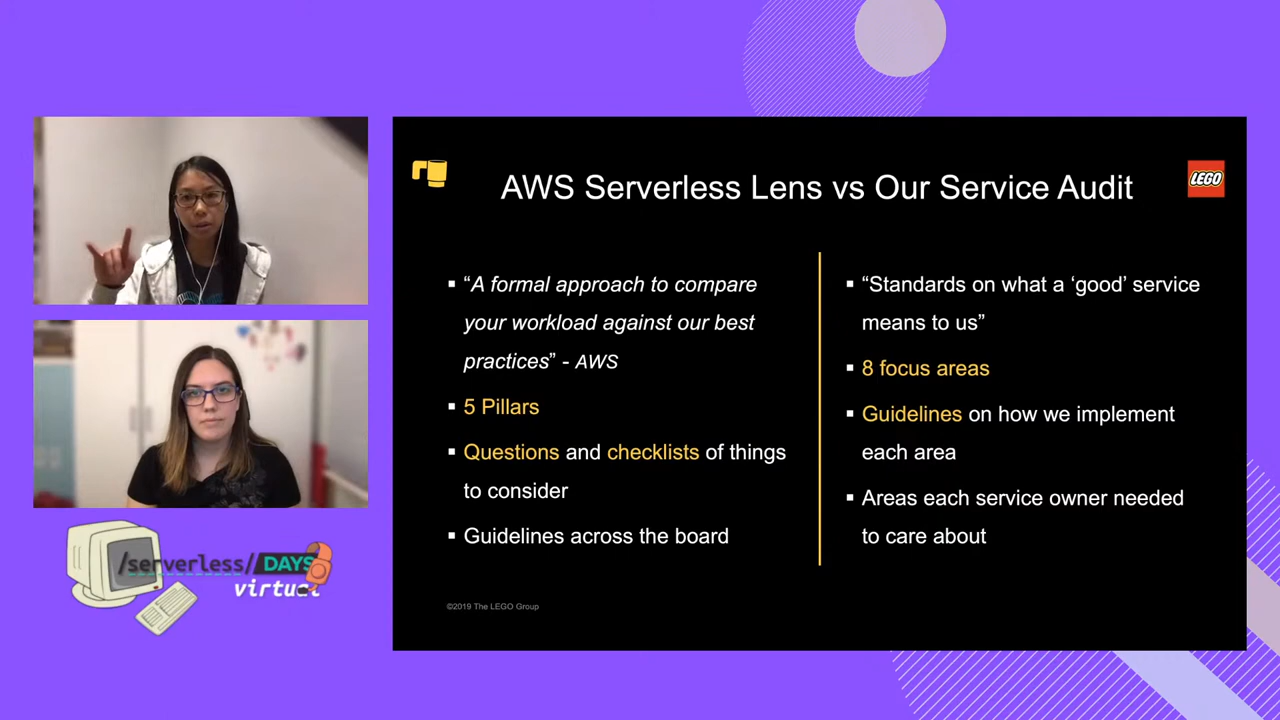 AWS Serverless Lens vs Our Service Audit
LEGO
▪ “A formal approach to compare
your workload against our best
practices” - AWS
▪ 5 Pillars
▪ Questions and checklists of things
to consider
▪ Guidelines across the board
▪ “Standards on what a ‘good’ service
means to us”
▪ 8 focus areas
▪ Guidelines on how we implement
each area
▪ Areas each service owner needed
to care about
©2019 The LEGO Group
/serverless//DAYS
virtual